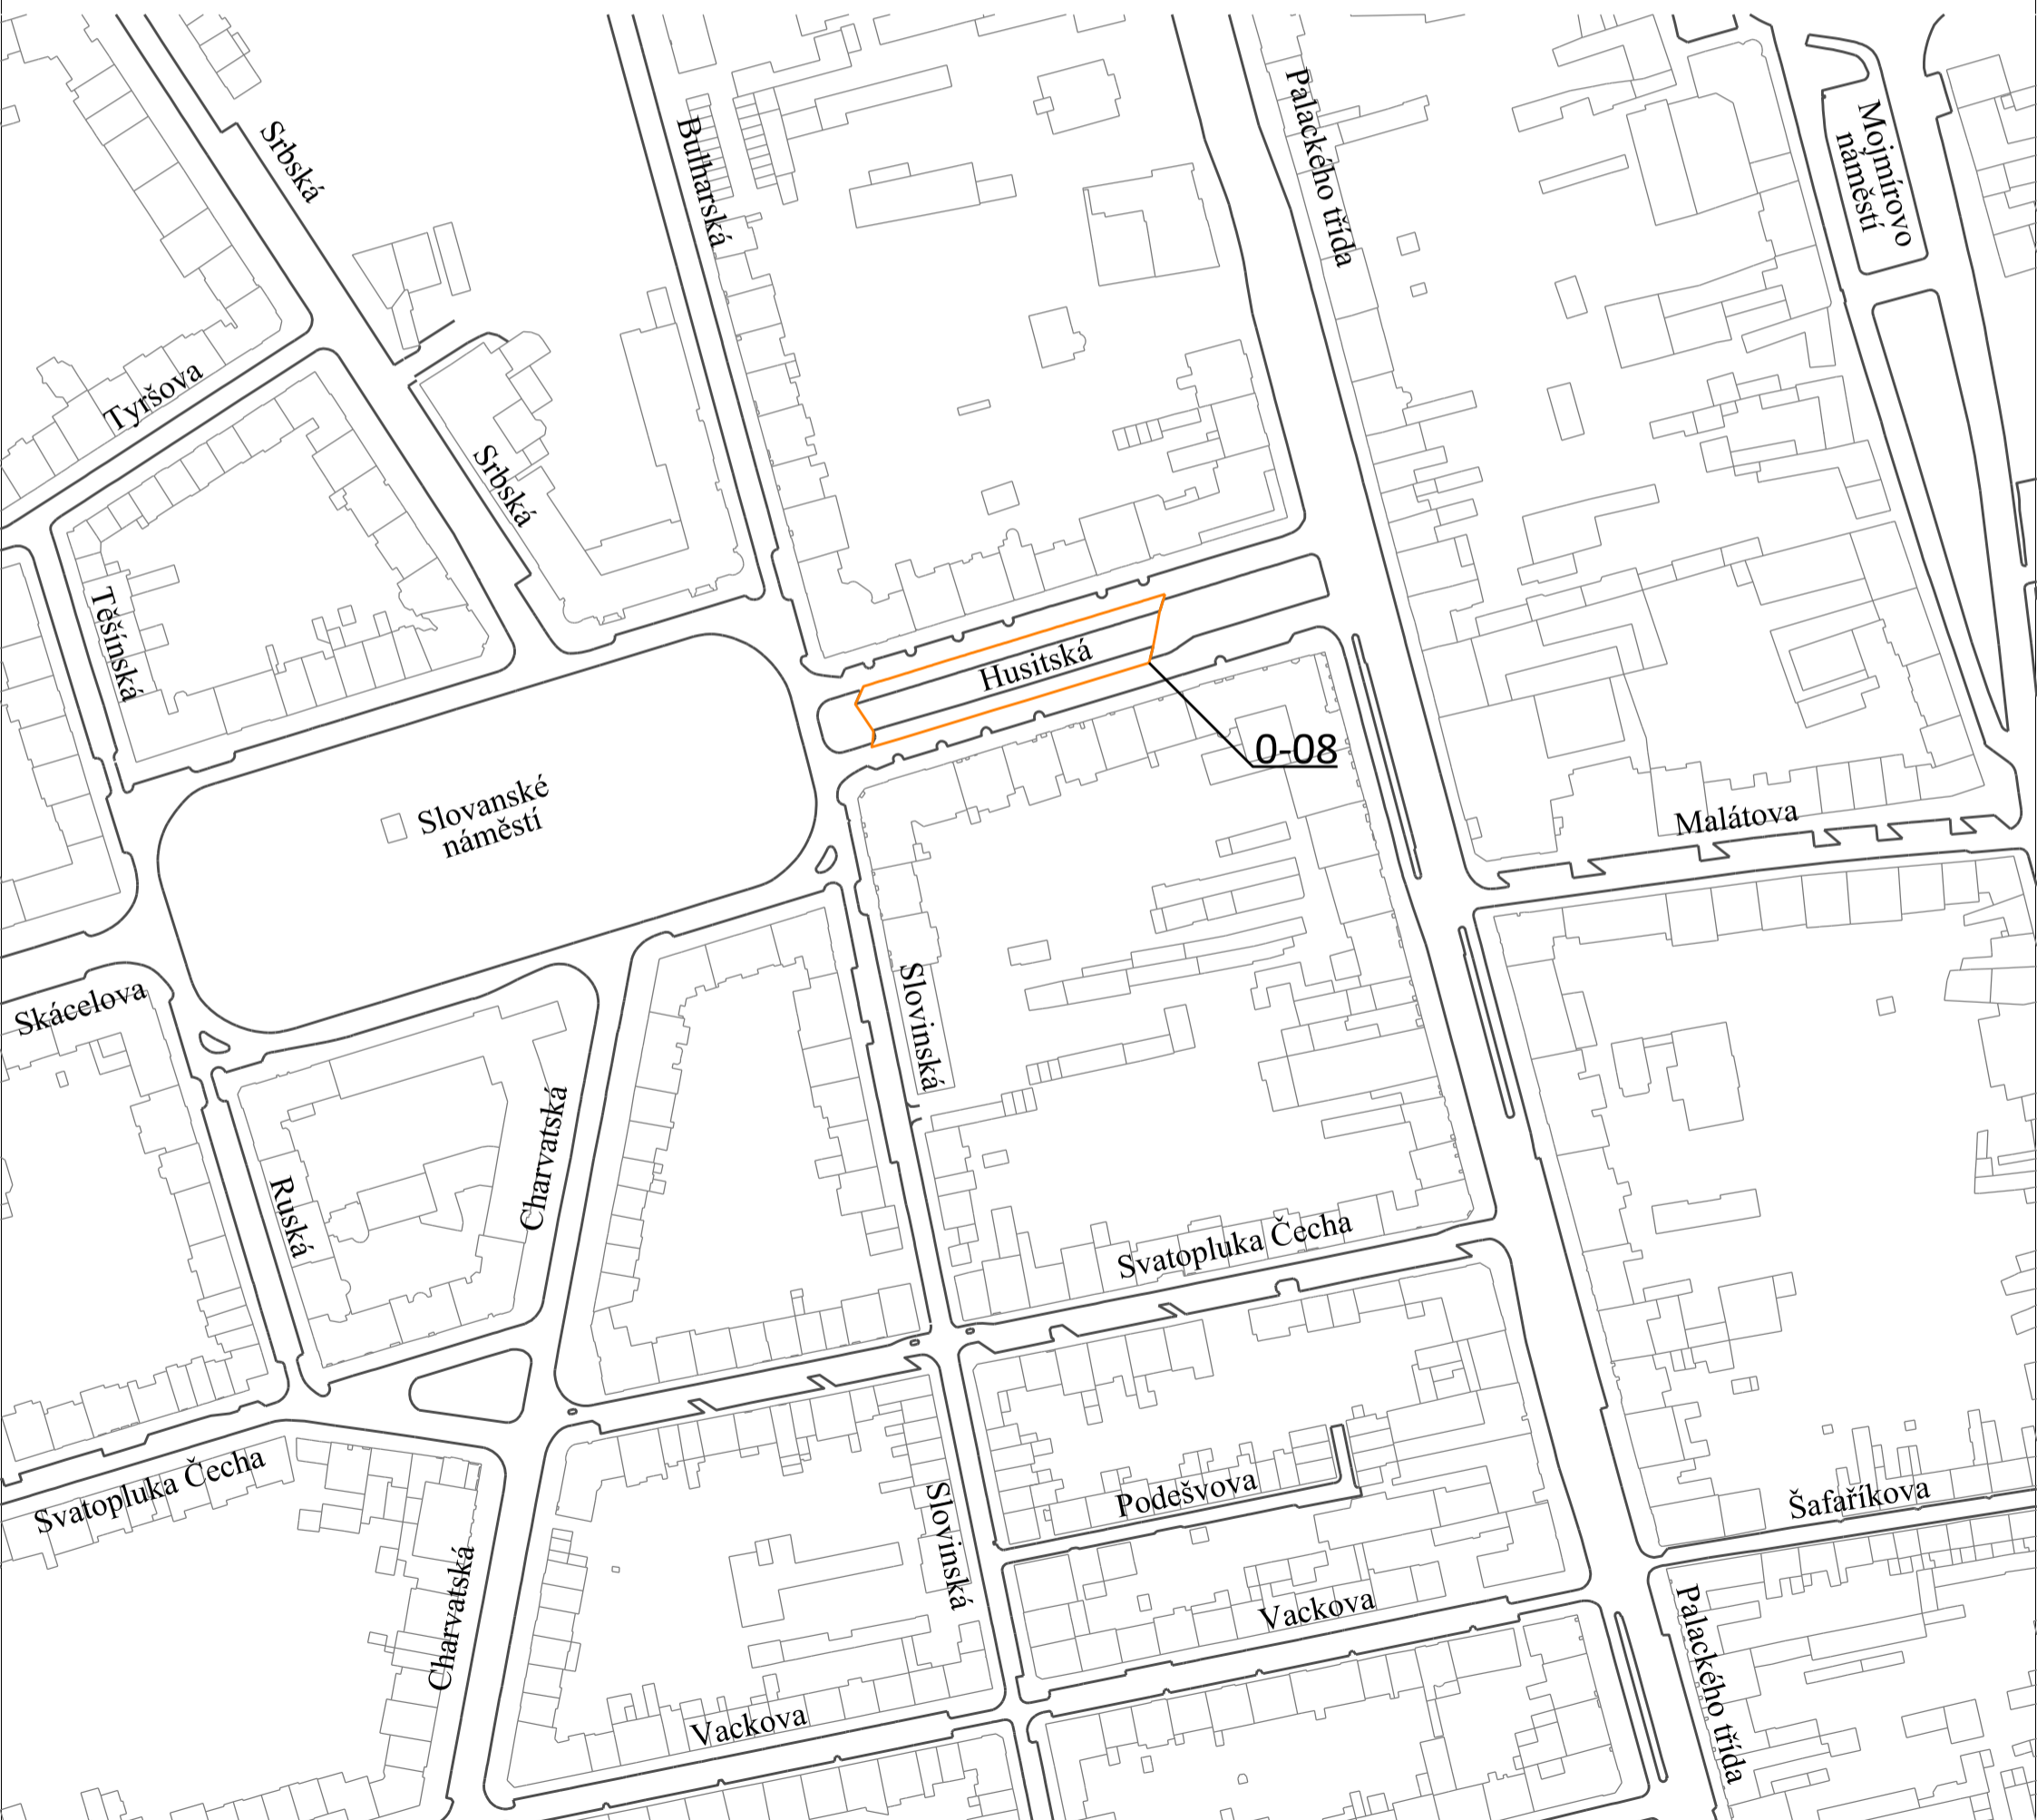 Srbská
Bulharská
Palackého třída
Mojmírovo
náměstí
Tyršova
Srbská
Těšínská
Husitská
0-08
Slovanské
náměstí
Malátova
Skácelova
Slovinská
Charvatská
Ruská
Svatopluka Čecha
Svatopluka Čecha
Podešvova
Slovinská
Šafaříkova
Charvatská
Vackova
Palackého třída
Vackova